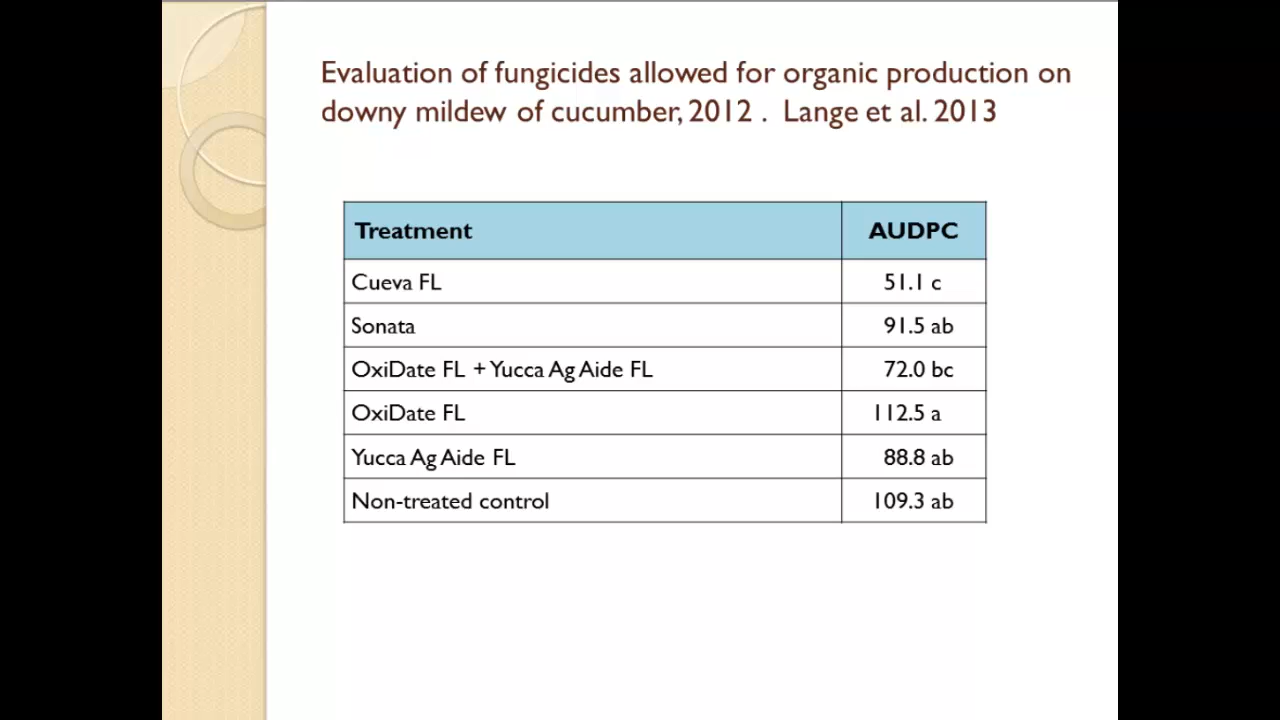 Evaluation of fungicides allowed for organic production on
downy mildew of cucumber, 2012 .  Lange et al. 2013
Treatment AUDPC
Cueva FL 51.1 c
Sonata 91.5 ab
OxiDate FL + Yucca Ag Aide FL 72.0 bc
OxiDate FL 112.5 a
Yucca Ag Aide FL 88.8 ab
Non-treated control 109.3 ab